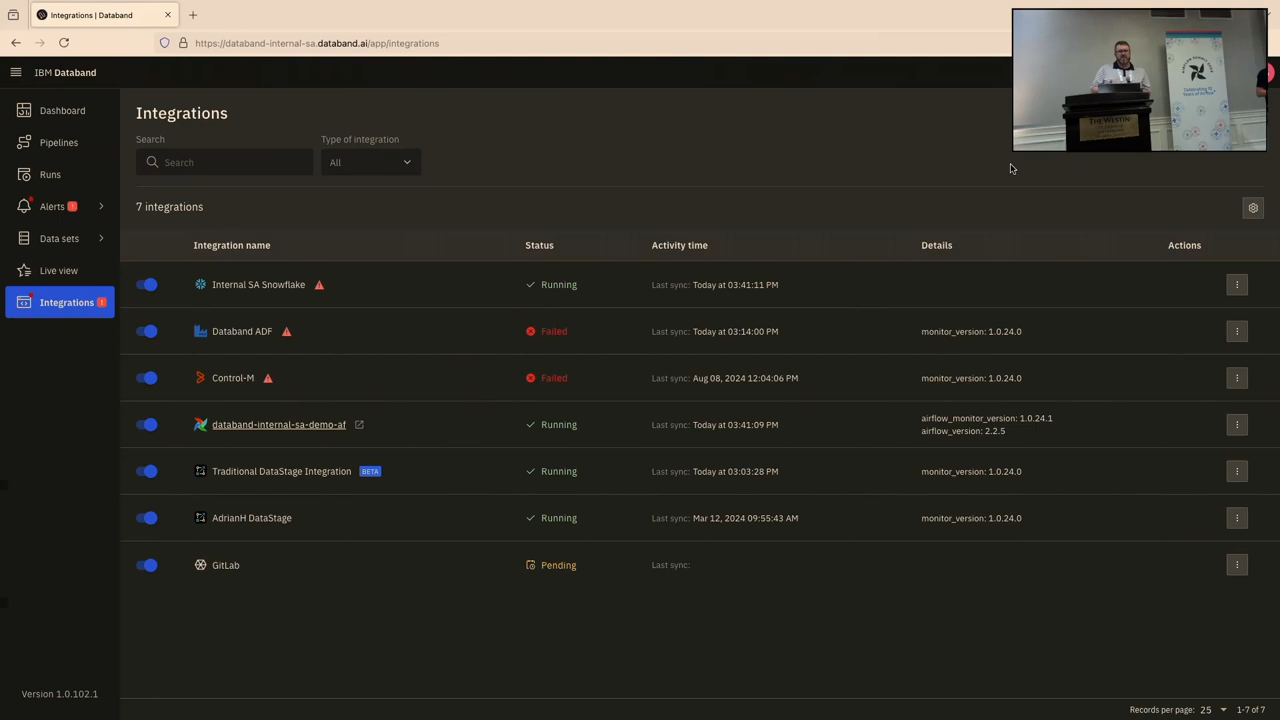 Integrations | Databand
https://databand-internal-sa.databand.ai/app/integrations
IBM Databand
Dashboard
Pipelines
Runs
Alerts
Data sets
Live view
Integrations
Version 1.0.102.1
Integrations
Search
Type of integration
Search
All
7 integrations
Integration name Status Activity time Details Actions
Internal SA Snowflake Running Last sync: Today at 03:41:11 PM
Databand ADF Failed Last sync: Today at 03:14:00 PM monitor_version: 1.0.24.0
Control-M Failed Last sync: Aug 08, 2024 12:04:06 PM monitor_version: 1.0.24.0
databand-internal-sa-demo-af Running Last sync: Today at 03:41:09 PM airflow_monitor_version: 1.0.24.1
airflow_version: 2.2.5
Traditional DataStage Integration BETA Running Last sync: Today at 03:03:28 PM monitor_version: 1.0.24.0
AdrianH DataStage Running Last sync: Mar 12, 2024 09:55:43 AM monitor_version: 1.0.24.0
GitLab Pending Last sync:
Records per page: 25 1-7 of 7
THE WESTIN
Celebrating 10
Years of Airflow